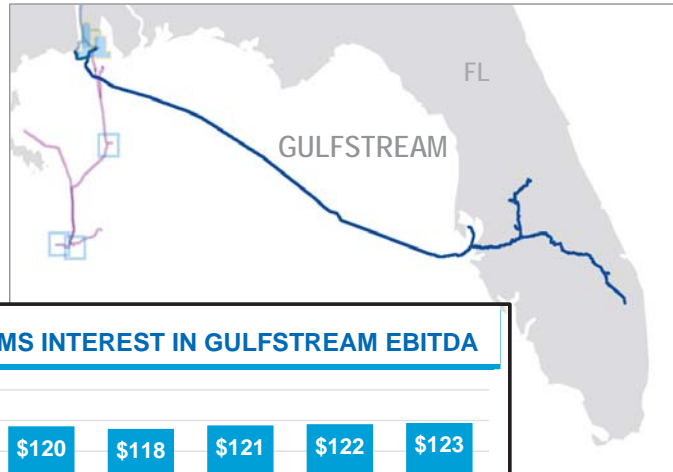 FL
GULFSTREAM
MS INTEREST IN GULFSTREAM EBITDA
$120 $118 $121 $122 $123